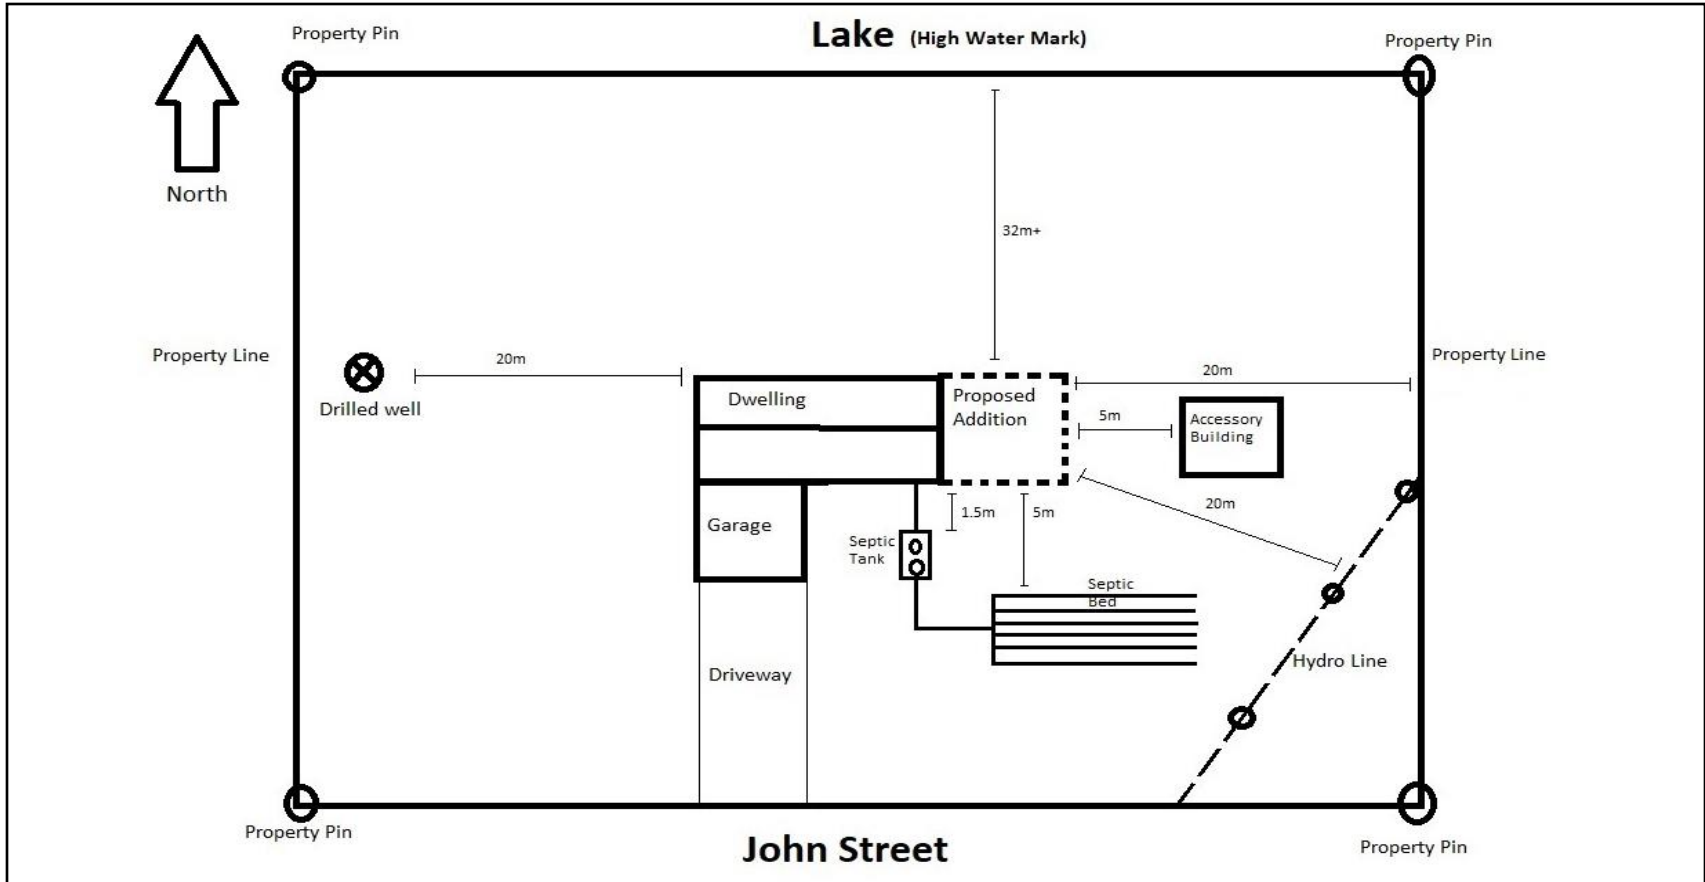 Property Pin
Lake (High Water Mark)
Property Pin
North
32m+
Property Line
20m
Drilled well
Dwelling
Proposed
Addition
20m
Property Line
5m
Accessory
Building
Garage
Septic
Tank
1.5m
5m
20m
Septic
Bed
Driveway
Hydro Line
Property Pin
John Street
Property Pin